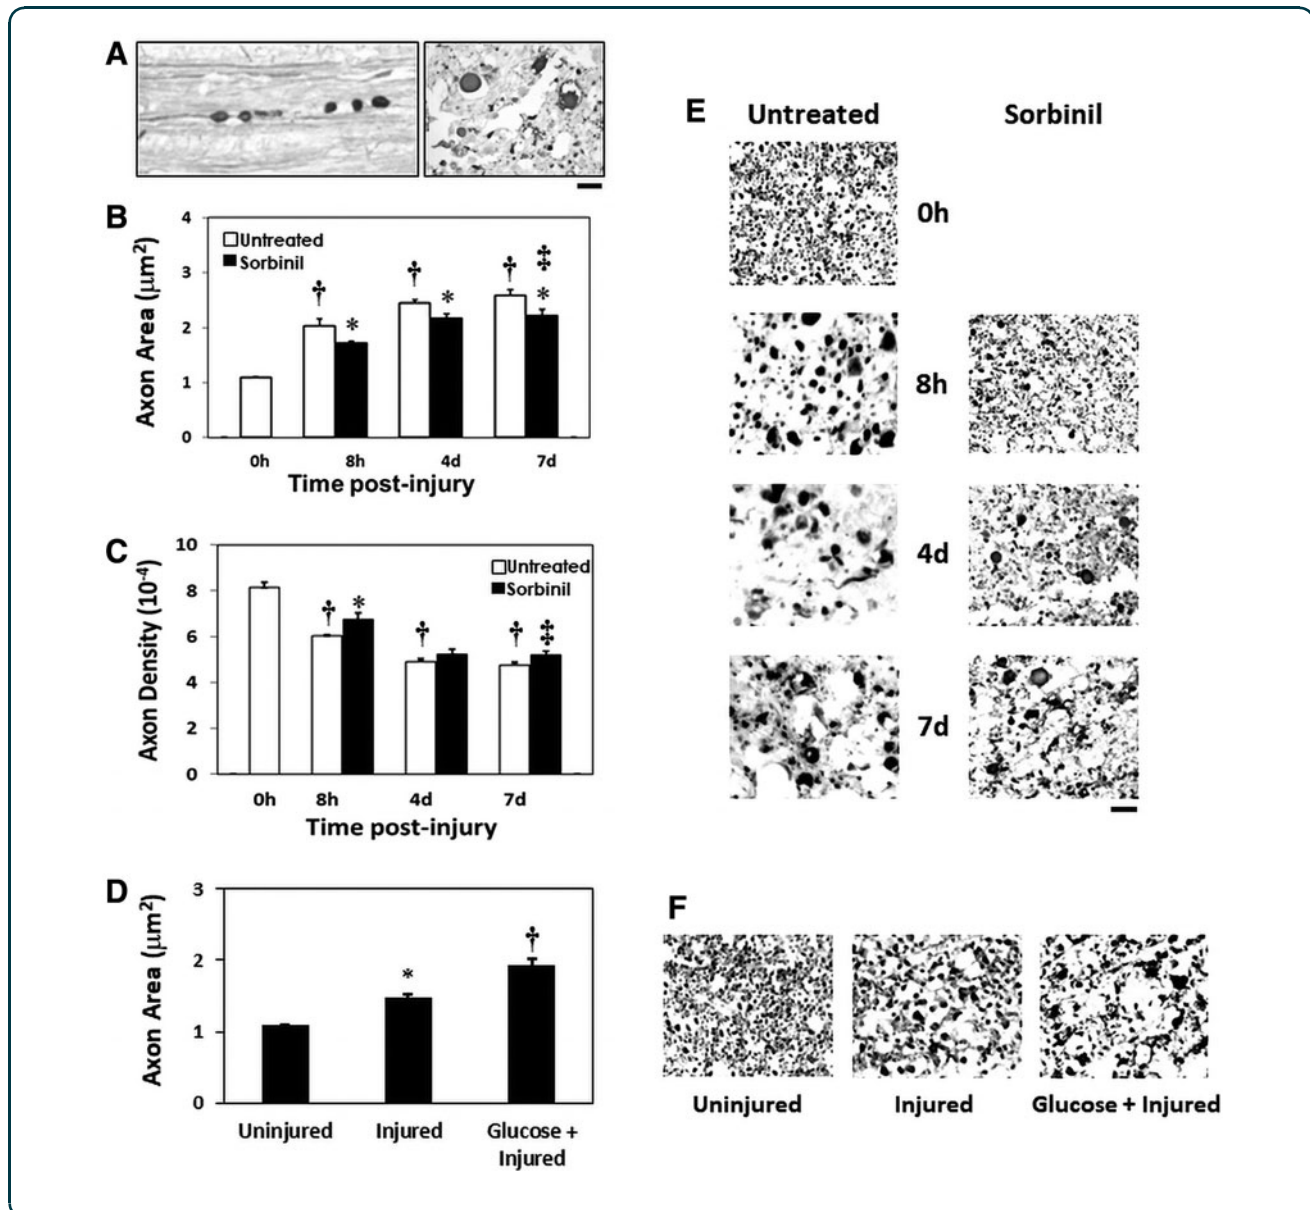 A
B
Axon Area (μm²)
4
3
2
1
0
Untreated
Sorbinil
† * † * † ‡ *
0h 8h 4d 7d
Time post-injury
C
Axon Density (10⁻⁴)
10
8
6
4
2
0
Untreated
Sorbinil
† * † † ‡
0h 8h 4d 7d
Time post-injury
D
Axon Area (μm²)
3
2
1
0
* †
Uninjured Injured Glucose +
Injured
E
Untreated Sorbinil
0h
8h
4d
7d
F
Uninjured Injured Glucose + Injured